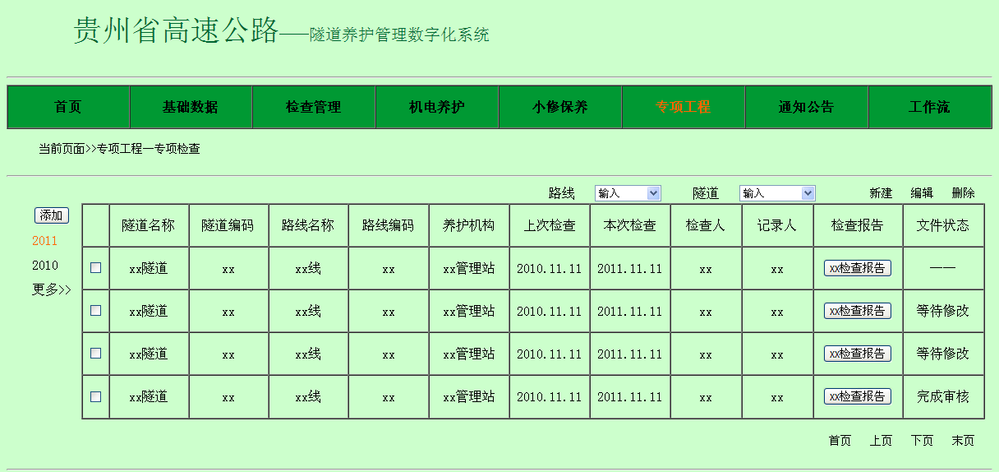 贵州省高速公路——隧道养护管理数字化系统
首页 基础数据 检查管理 机电养护 小修保养 专项工程 通知公告 工作流
当前页面>>专项工程—专项检查
路线 输入 隧道 输入 新建 编辑 删除
添加
2011
2010
更多>>
隧道名称 隧道编码 路线名称 路线编码 养护机构 上次检查 本次检查 检查人 记录人 检查报告 文件状态
xx隧道 xx xx线 xx xx管理站 2010.11.11 2011.11.11 xx xx xx检查报告 ——
xx隧道 xx xx线 xx xx管理站 2010.11.11 2011.11.11 xx xx xx检查报告 等待修改
xx隧道 xx xx线 xx xx管理站 2010.11.11 2011.11.11 xx xx xx检查报告 等待修改
xx隧道 xx xx线 xx xx管理站 2010.11.11 2011.11.11 xx xx xx检查报告 完成审核
首页 上页 下页 末页